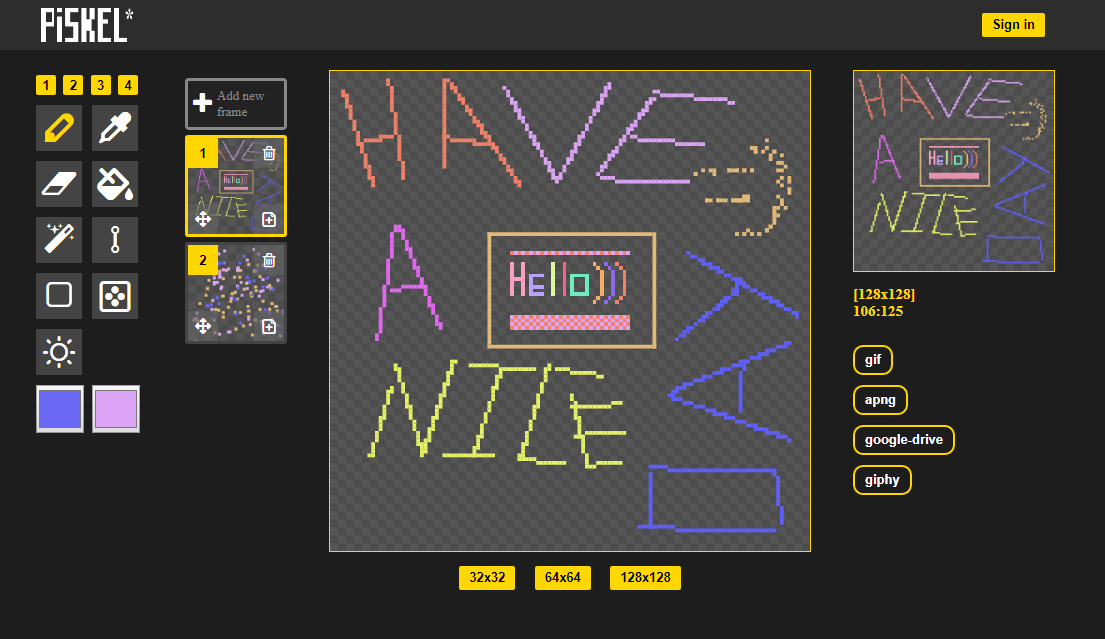 PISKEL*
Sign in
1 2 3 4
Add new
frame
1
2
HAVE
A
Hello)))
NICE
DAY
32x32 64x64 128x128
[128x128]
106:125
gif
apng
google-drive
giphy